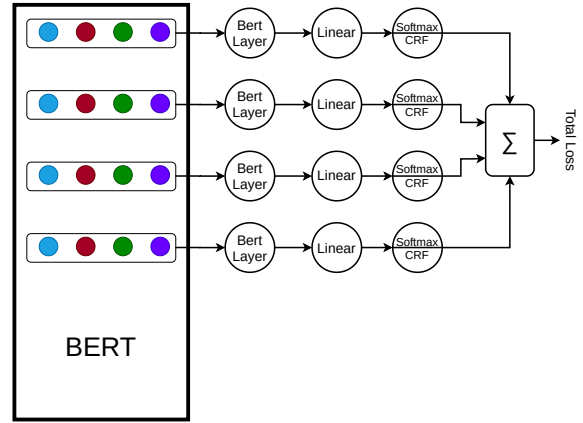 Bert
Layer
Linear
Softmax
CRF
Bert
Layer
Linear
Softmax
CRF
Σ
Total Loss
Bert
Layer
Linear
Softmax
CRF
Bert
Layer
Linear
Softmax
CRF
BERT